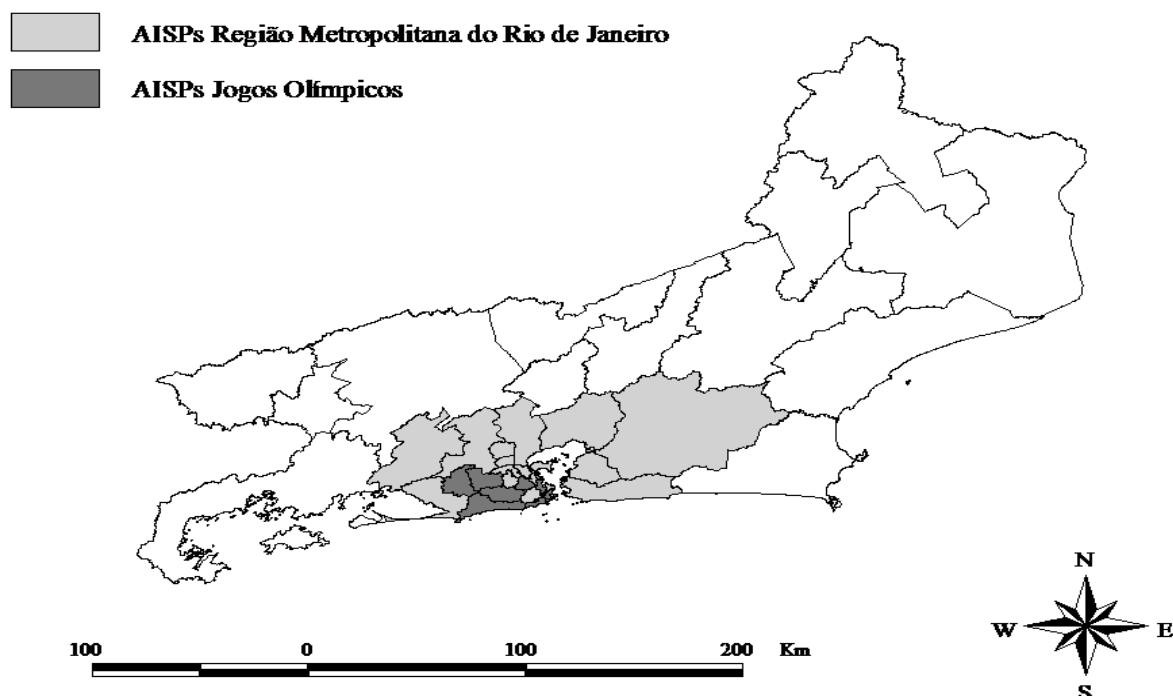 AISPs Região Metropolitana do Rio de Janeiro
AISPs Jogos Olímpicos
N
W E
S
100 0 100 200 Km